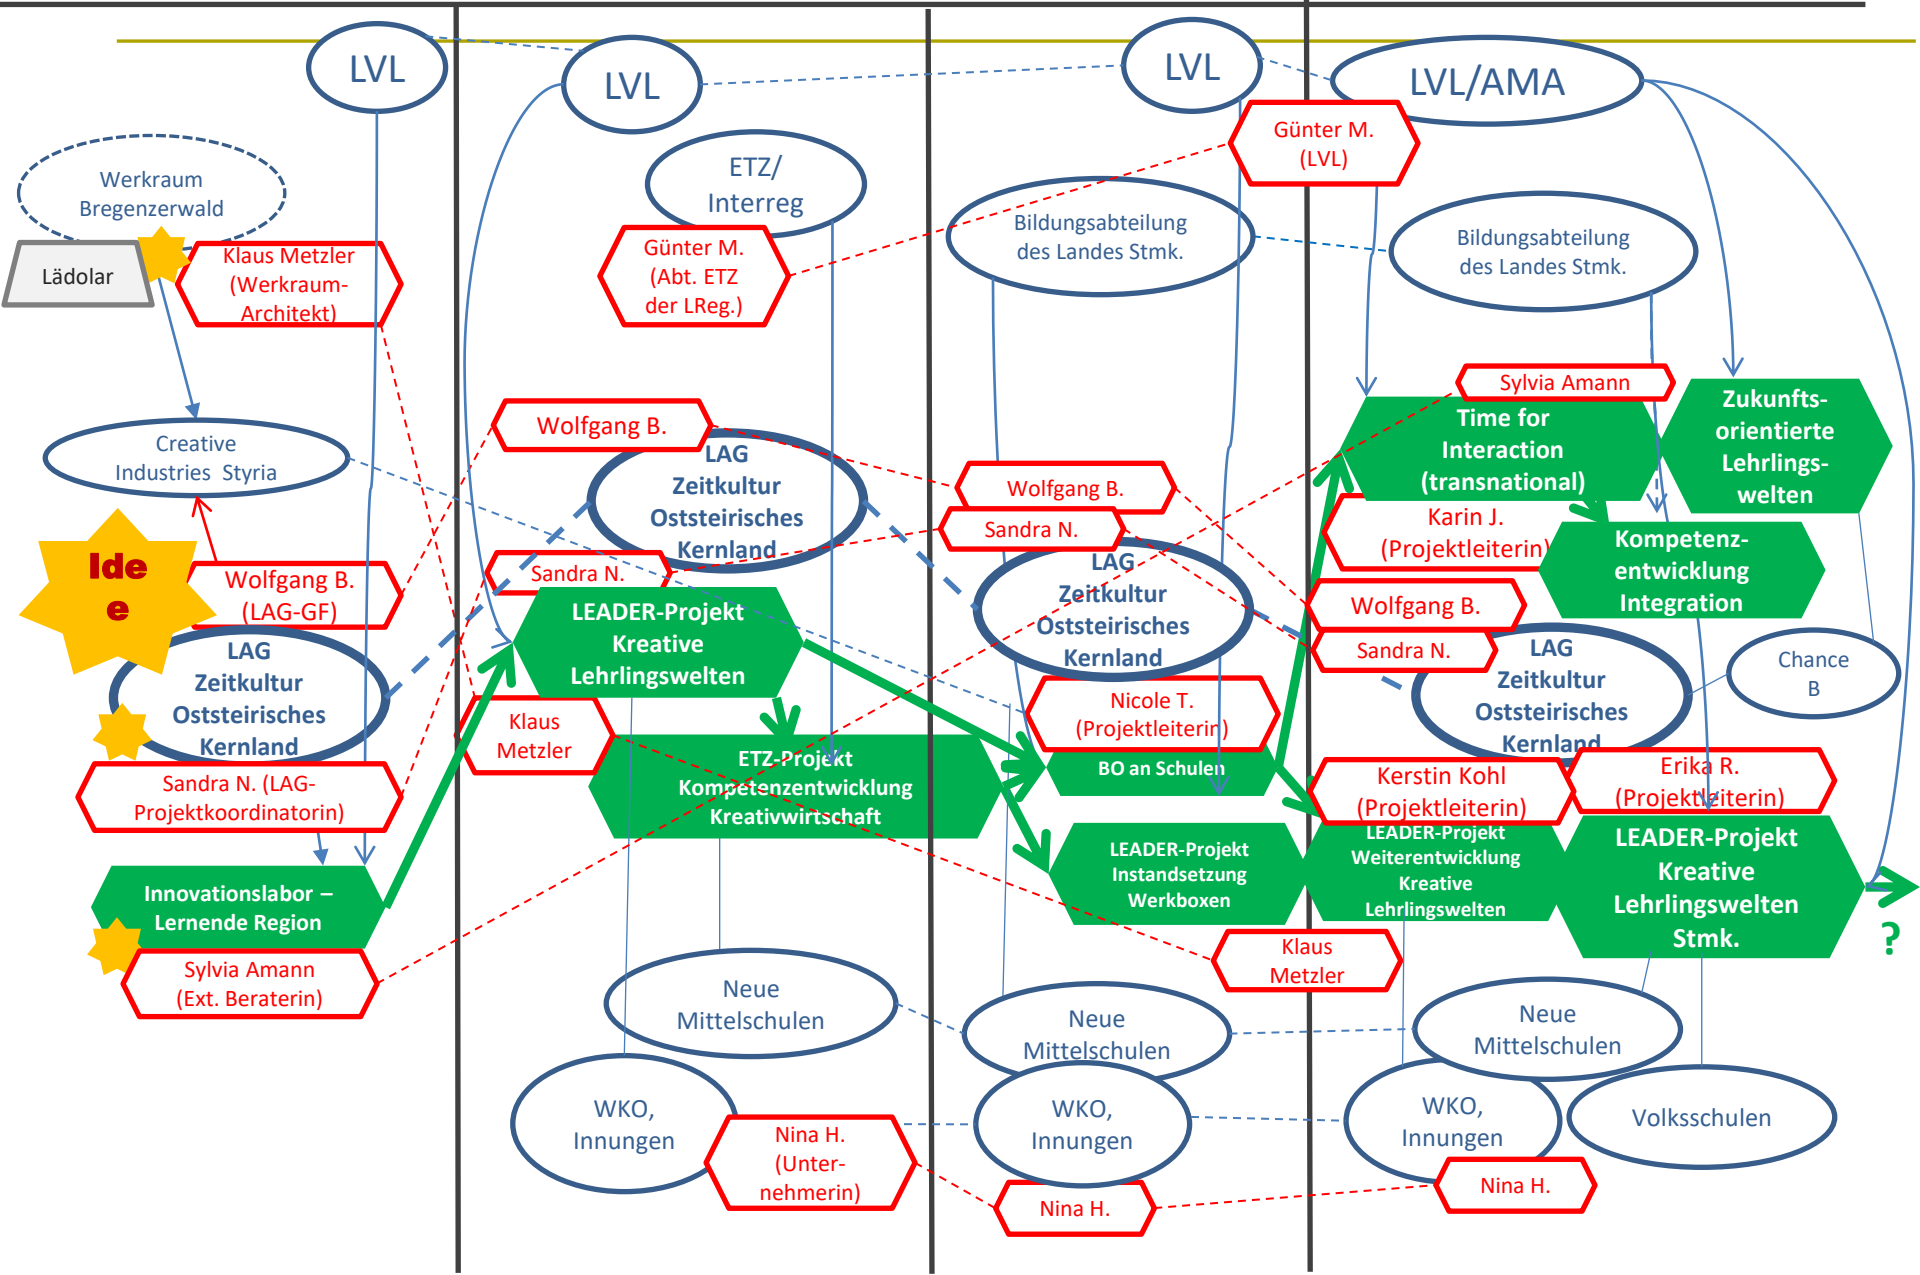 LVL
LVL
LVL
LVL/AMA
Werkraum
Bregenzerwald
Lädolar
Klaus Metzler
(Werkraum-
Architekt)
Creative
Industries Styria
Ide
e
Wolfgang B.
(LAG-GF)
LAG
Zeitkultur
Oststeirisches
Kernland
Sandra N. (LAG-
Projektkoordinatorin)
Innovationslabor –
Lernende Region
Sylvia Amann
(Ext. Beraterin)
ETZ/
Interreg
Günter M.
(Abt. ETZ
der LReg.)
Wolfgang B.
LAG
Zeitkultur
Oststeirisches
Kernland
Sandra N.
LEADER-Projekt
Kreative
Lehrlingswelten
Klaus
Metzler
ETZ-Projekt
Kompetenzentwicklung
Kreativwirtschaft
Neue
Mittelschulen
WKO,
Innungen
Nina H.
(Unter-
nehmerin)
Günter M.
(LVL)
Bildungsabteilung
des Landes Stmk.
Wolfgang B.
Sandra N.
LAG
Zeitkultur
Oststeirisches
Kernland
Nicole T.
(Projektleiterin)
BO an Schulen
LEADER-Projekt
Instandsetzung
Werkboxen
Klaus
Metzler
Neue
Mittelschulen
WKO,
Innungen
Nina H.
Bildungsabteilung
des Landes Stmk.
Sylvia Amann
Time for
Interaction
(transnational)
Zukunfts-
orientierte
Lehrlings-
welten
Karin J.
(Projektleiterin)
Kompetenz-
entwicklung
Integration
Wolfgang B.
Sandra N.
LAG
Zeitkultur
Oststeirisches
Kernland
Chance
B
Kerstin Kohl
(Projektleiterin)
Erika R.
(Projektleiterin)
LEADER-Projekt
Weiterentwicklung
Kreative
Lehrlingswelten
LEADER-Projekt
Kreative
Lehrlingswelten
Stmk.
?
Neue
Mittelschulen
WKO,
Innungen
Volksschulen
Nina H.